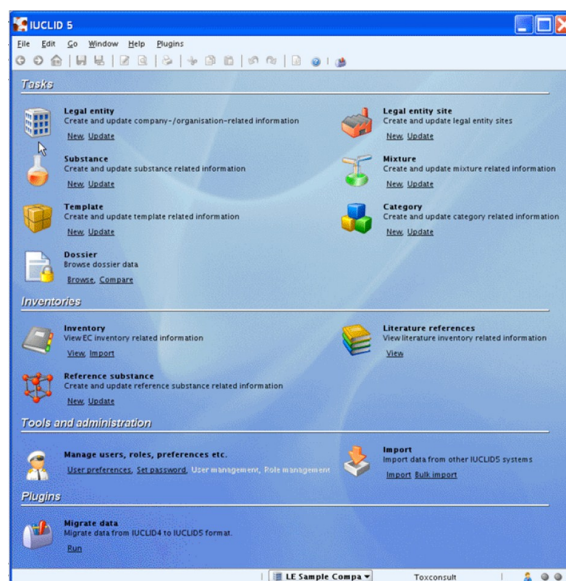 IUCLID 5
File Edit Go Window Help Plugins
Tasks
Legal entity
Create and update company-/organisation-related information
New, Update
Legal entity site
Create and update legal entity sites
New, Update
Substance
Create and update substance related information
New, Update
Mixture
Create and update mixture related information
New, Update
Template
Create and update template related information
New, Update
Category
Create and update category related information
New, Update
Dossier
Browse dossier data
Browse, Compare
Inventories
Inventory
View EC inventory related information
View, Import
Literature references
View literature inventory related information
View
Reference substance
Create and update reference substance related information
New, Update
Tools and administration
Manage users, roles, preferences etc.
User preferences, Set password, User management, Role management
Import
Import data from other IUCLID5 systems
Import Bulk import
Plugins
Migrate data
Migrate data from IUCLID4 to IUCLID5 format.
Run
LE Sample Compa
Toxconsult